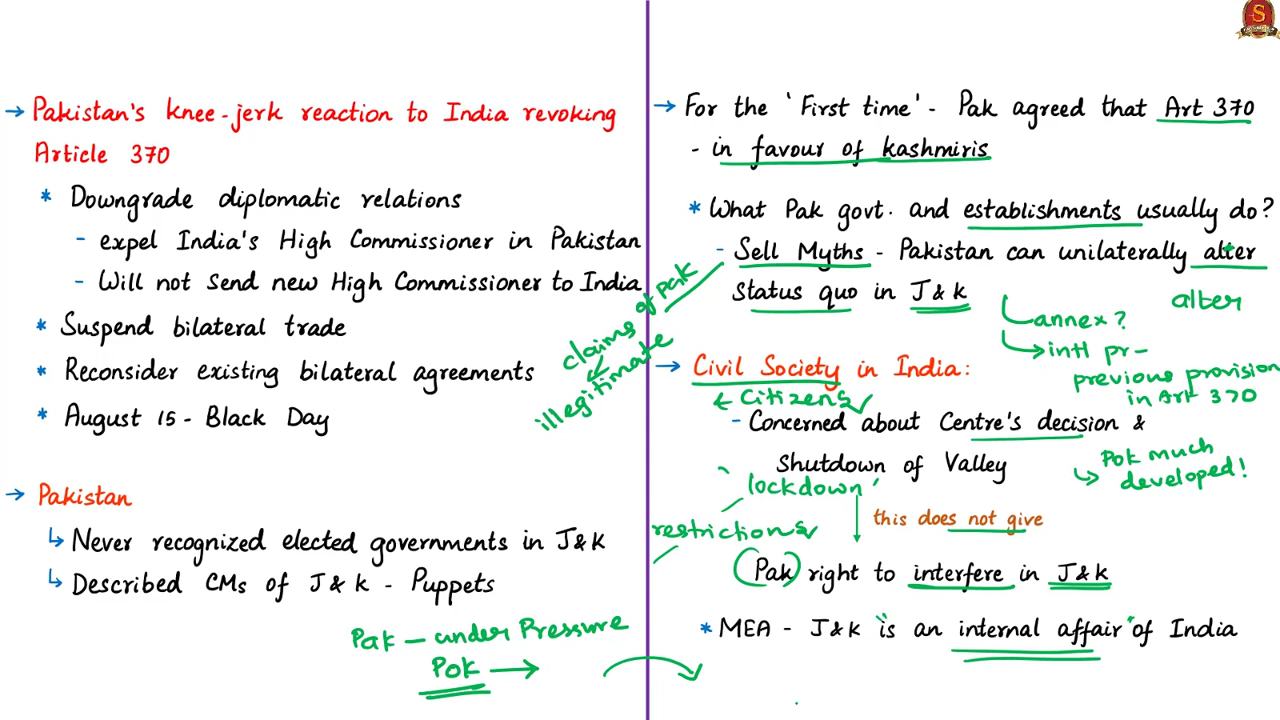 → Pakistan's knee-jerk reaction to India revoking
Article 370
* Downgrade diplomatic relations
- expel India's High Commissioner in Pakistan
- Will not send new High Commissioner to India
* Suspend bilateral trade
* Reconsider existing bilateral agreements
* August 15 - Black Day
→ Pakistan
↳ Never recognized elected governments in J&K
↳ Described CMs of J&K - Puppets
Pak — under Pressure
POK →
claims of pak
illegitimate
→ For the 'First time' - Pak agreed that Art 370
- in favour of kashmiris
* What Pak govt. and establishments usually do?
- Sell Myths - Pakistan can unilaterally alter
Status quo in J&K
alter
annex?
→ intl pr-
previous provision
in Art 370
→ Civil Society in India:
← Citizens
- Concerned about Centre's decision &
Shutdown of Valley
POK much
developed!
'lockdown'
restrictions
this does not give
(Pak) right to interfere in J&K
* MEA - J&K "is an internal affair" of India
S